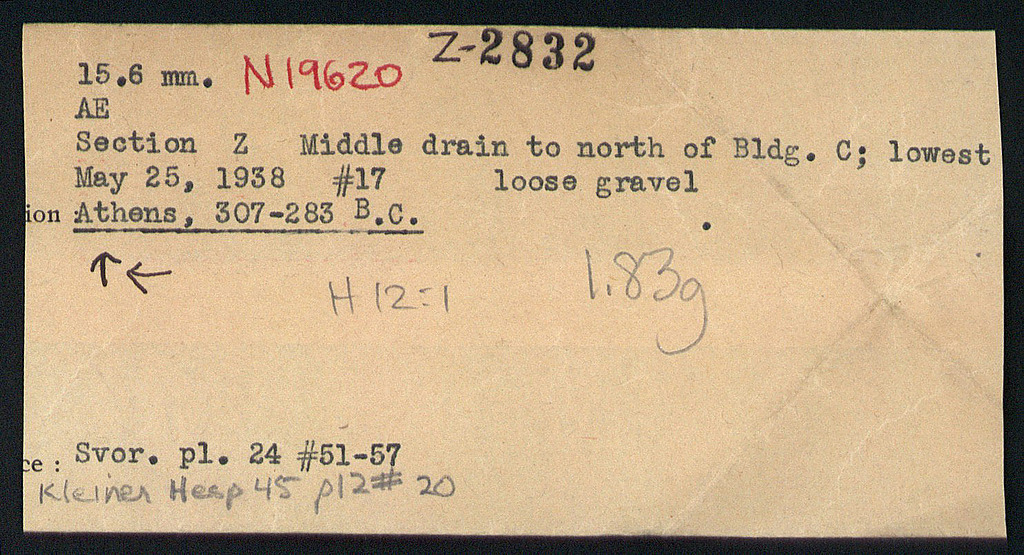 Z-2832
15.6 mm. N19620
AE
Section Z Middle drain to north of Bldg. C; lowest
May 25, 1938 #17 loose gravel
ion : Athens, 307-283 B.C.
↑ ←
H 12:1 1.83g
ce : Svor. pl. 24 #51-57
Kleiner Hesp 45 pl2# 20